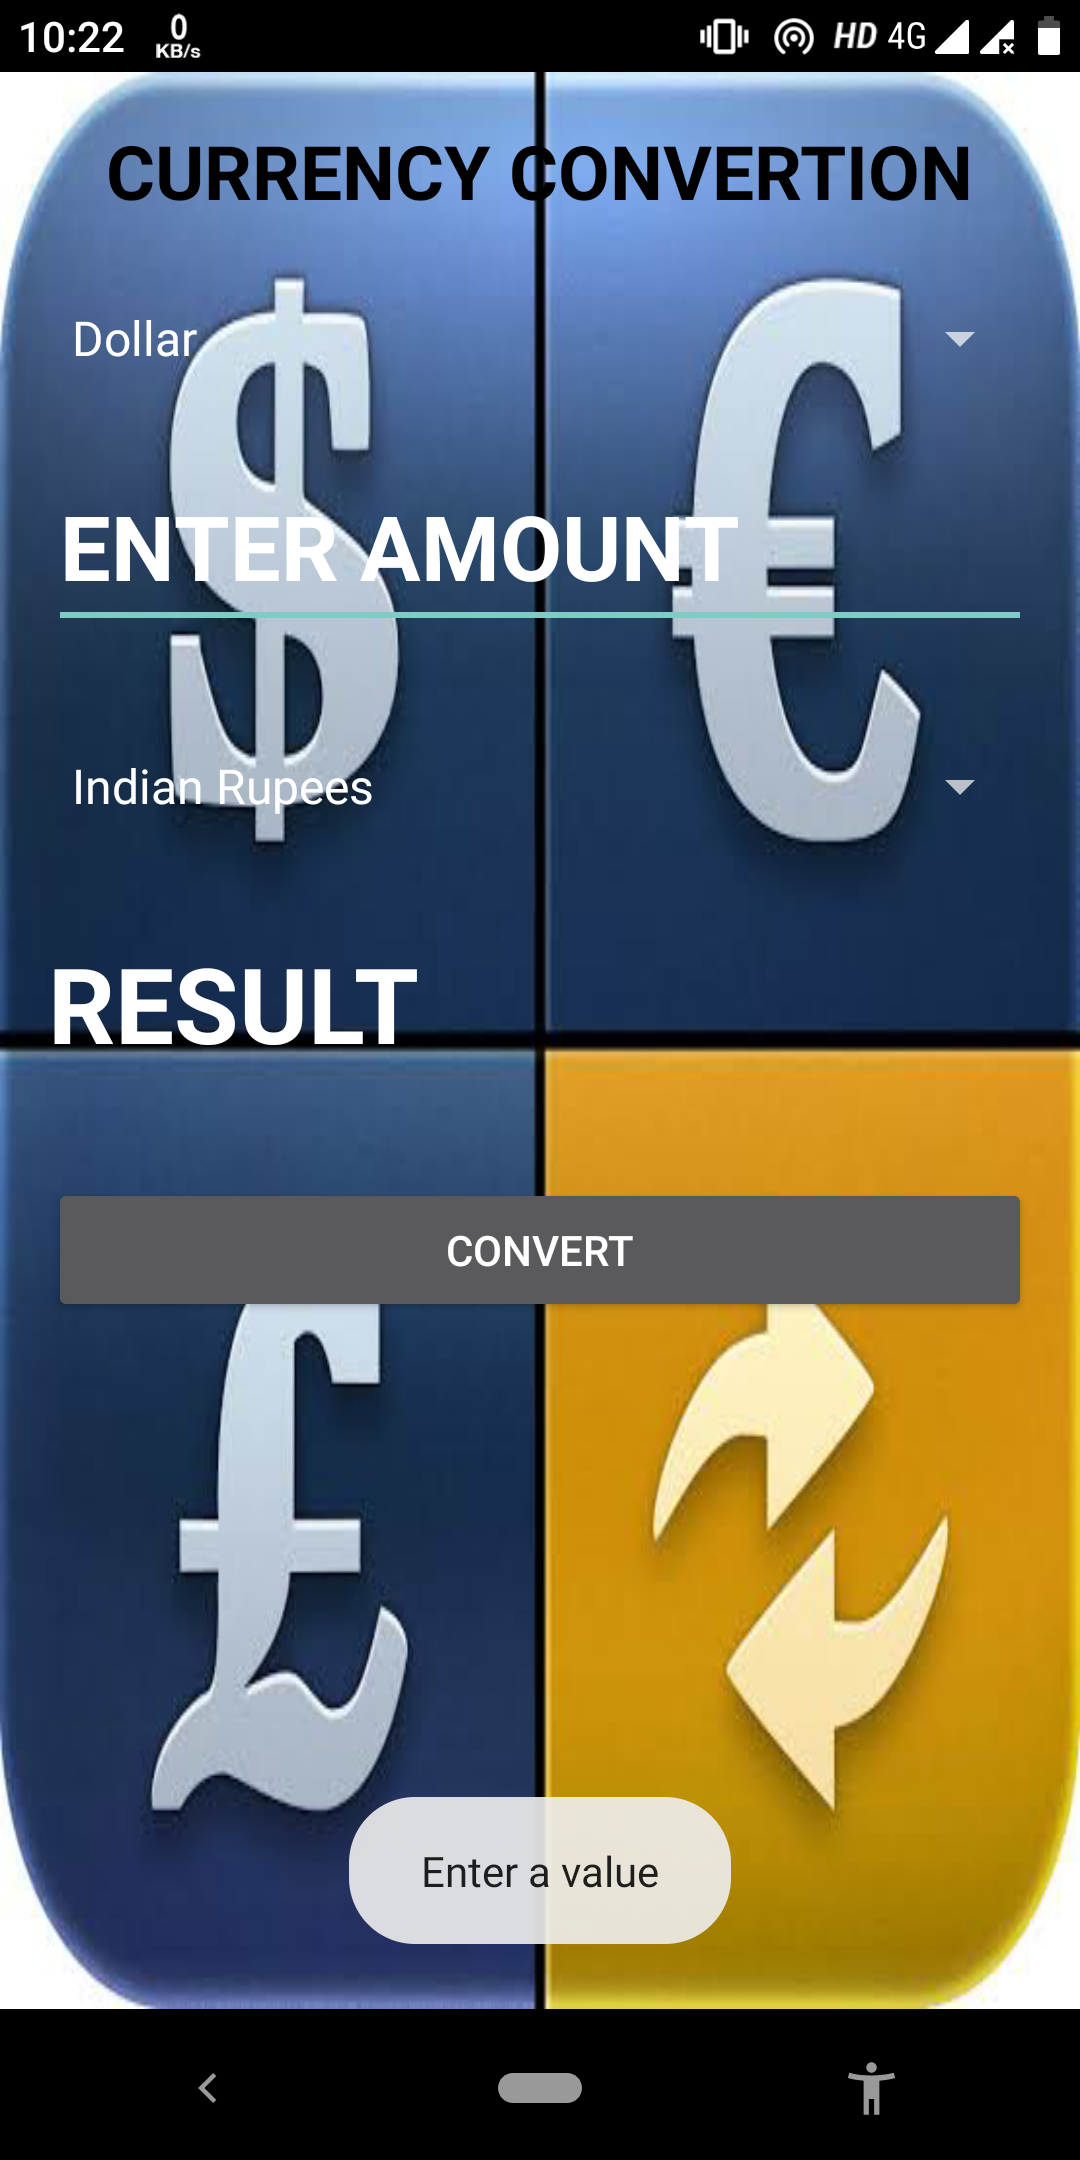 10:22 0 KB/s HD 4G
CURRENCY CONVERTION
Dollar
ENTER AMOUNT
Indian Rupees
RESULT
CONVERT
Enter a value